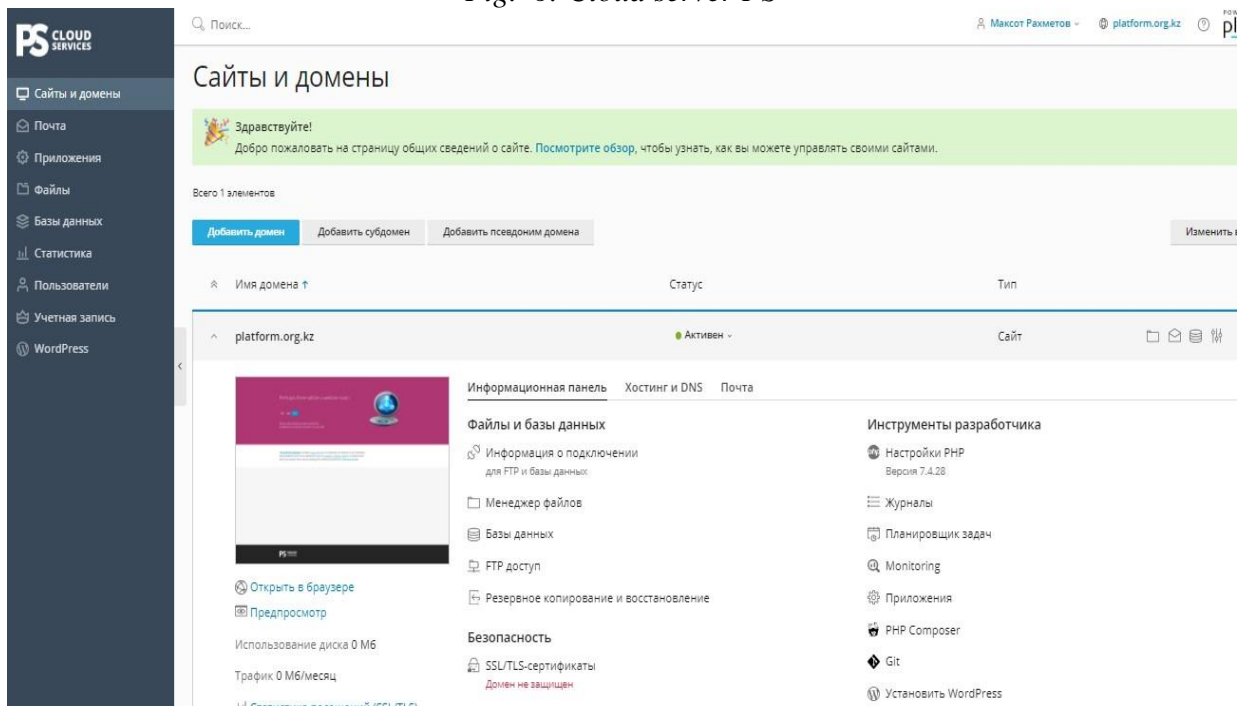 Fig. 6. Cloud server PS
PS CLOUD
SERVICES
Поиск...
Максот Рахметов
platform.org.kz
Сайты и домены
Почта
Приложения
Файлы
Базы данных
Статистика
Пользователи
Учетная запись
WordPress
Сайты и домены
Здравствуйте!
Добро пожаловать на страницу общих сведений о сайте. Посмотрите обзор, чтобы узнать, как вы можете управлять своими сайтами.
Всего 1 элементов
Добавить домен Добавить субдомен Добавить псевдоним домена Изменить
Имя домена ↑ Статус Тип
platform.org.kz Активен Сайт
Информационная панель Хостинг и DNS Почта
Файлы и базы данных
Информация о подключении
для FTP и базы данных
Менеджер файлов
Базы данных
FTP доступ
Резервное копирование и восстановление
Безопасность
SSL/TLS-сертификаты
Домен не защищен
Инструменты разработчика
Настройки PHP
Версия 7.4.28
Журналы
Планировщик задач
Monitoring
Приложения
PHP Composer
Git
Установить WordPress
PS
Открыть в браузере
Предпросмотр
Использование диска 0 Мб
Трафик 0 Мб/месяц